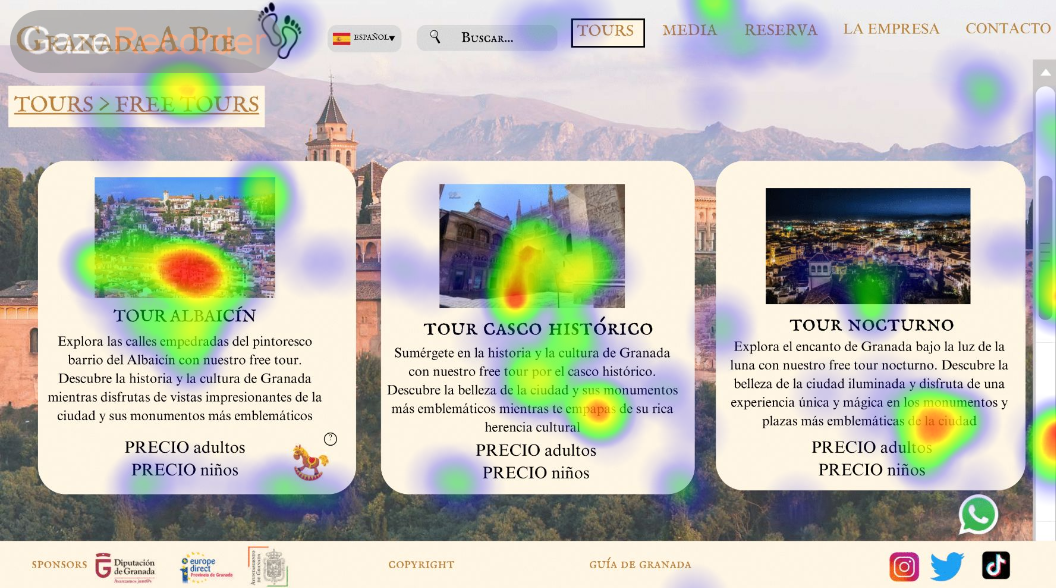 GRANADA A PIE
GazeRecorder
ESPAÑOL▾
BUSCAR...
TOURS
MEDIA
RESERVA
LA EMPRESA
CONTACTO
TOURS > FREE TOURS
TOUR ALBAICÍN
Explora las calles empedradas del pintoresco
barrio del Albaicín con nuestro free tour.
Descubre la historia y la cultura de Granada
mientras disfrutas de vistas impresionantes de la
ciudad y sus monumentos más emblemáticos
PRECIO adultos
PRECIO niños
?
TOUR CASCO HISTÓRICO
Sumérgete en la historia y la cultura de Granada
con nuestro free tour por el casco histórico.
Descubre la belleza de la ciudad y sus monumentos
más emblemáticos mientras te empapas de su rica
herencia cultural
PRECIO adultos
PRECIO niños
TOUR NOCTURNO
Explora el encanto de Granada bajo la luz de la
luna con nuestro free tour nocturno. Descubre la
belleza de la ciudad iluminada y disfruta de una
experiencia única y mágica en los monumentos y
plazas más emblemáticas de la ciudad
PRECIO adultos
PRECIO niños
SPONSORS
Diputación
de Granada
europe
direct
Provincia de Granada
AYUNTAMIENTO
DE GRANADA
COPYRIGHT
GUÍA DE GRANADA